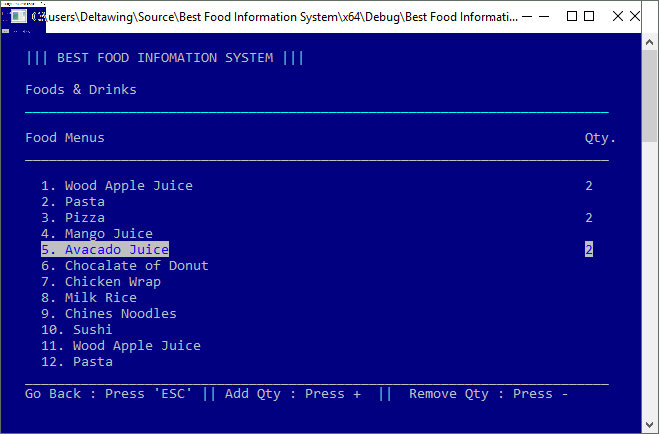 C:\users\Deltawing\Source\Best Food Information System\x64\Debug\Best Food Informati...
||| BEST FOOD INFOMATION SYSTEM |||
Foods & Drinks
Food Menus Qty.
1. Wood Apple Juice 2
2. Pasta
3. Pizza 2
4. Mango Juice
5. Avacado Juice 2
6. Chocalate of Donut
7. Chicken Wrap
8. Milk Rice
9. Chines Noodles
10. Sushi
11. Wood Apple Juice
12. Pasta
Go Back : Press 'ESC' || Add Qty : Press + || Remove Qty : Press -